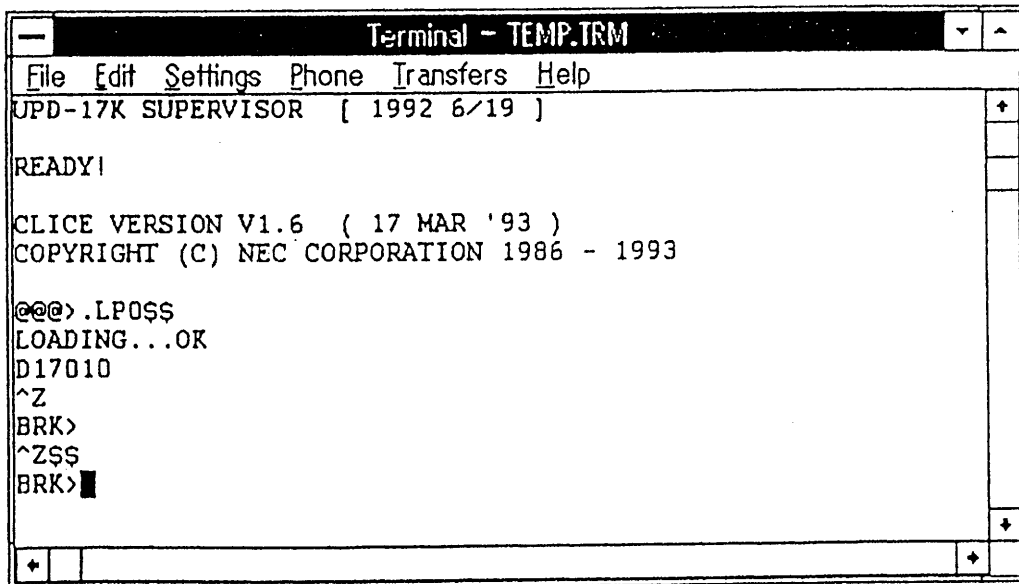 Terminal - TEMP.TRM
File Edit Settings Phone Transfers Help
UPD-17K SUPERVISOR [ 1992 6/19 ]
READY!
CLICE VERSION V1.6 ( 17 MAR '93 )
COPYRIGHT (C) NEC CORPORATION 1986 - 1993
@@@>.LP0$$
LOADING...OK
D17010
^Z
BRK>
^Z$$
BRK>